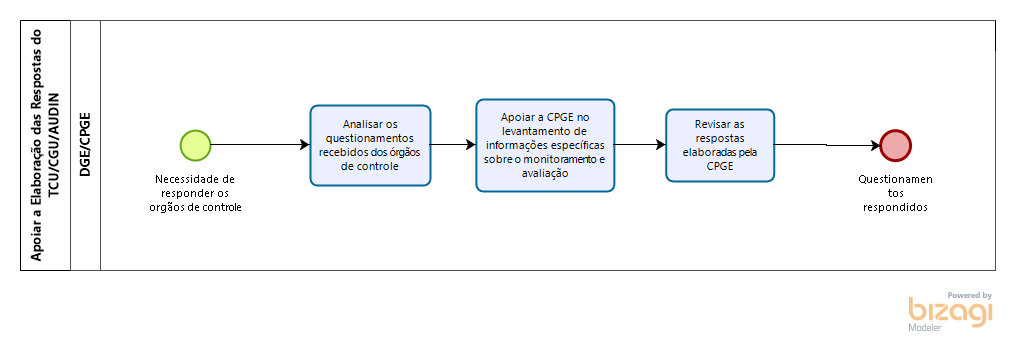 Apoiar a Elaboração das Respostas do
TCU/CGU/AUDIN
DGE/CPGE
Necessidade de
responder os
orgãos de controle
Analisar os
questionamentos
recebidos dos órgãos
de controle
Apoiar a CPGE no
levantamento de
informações específicas
sobre o monitoramento e
avaliação
Revisar as
respostas
elaboradas pela
CPGE
Questionamen
tos
respondidos
Powered by
bizagi
Modeler